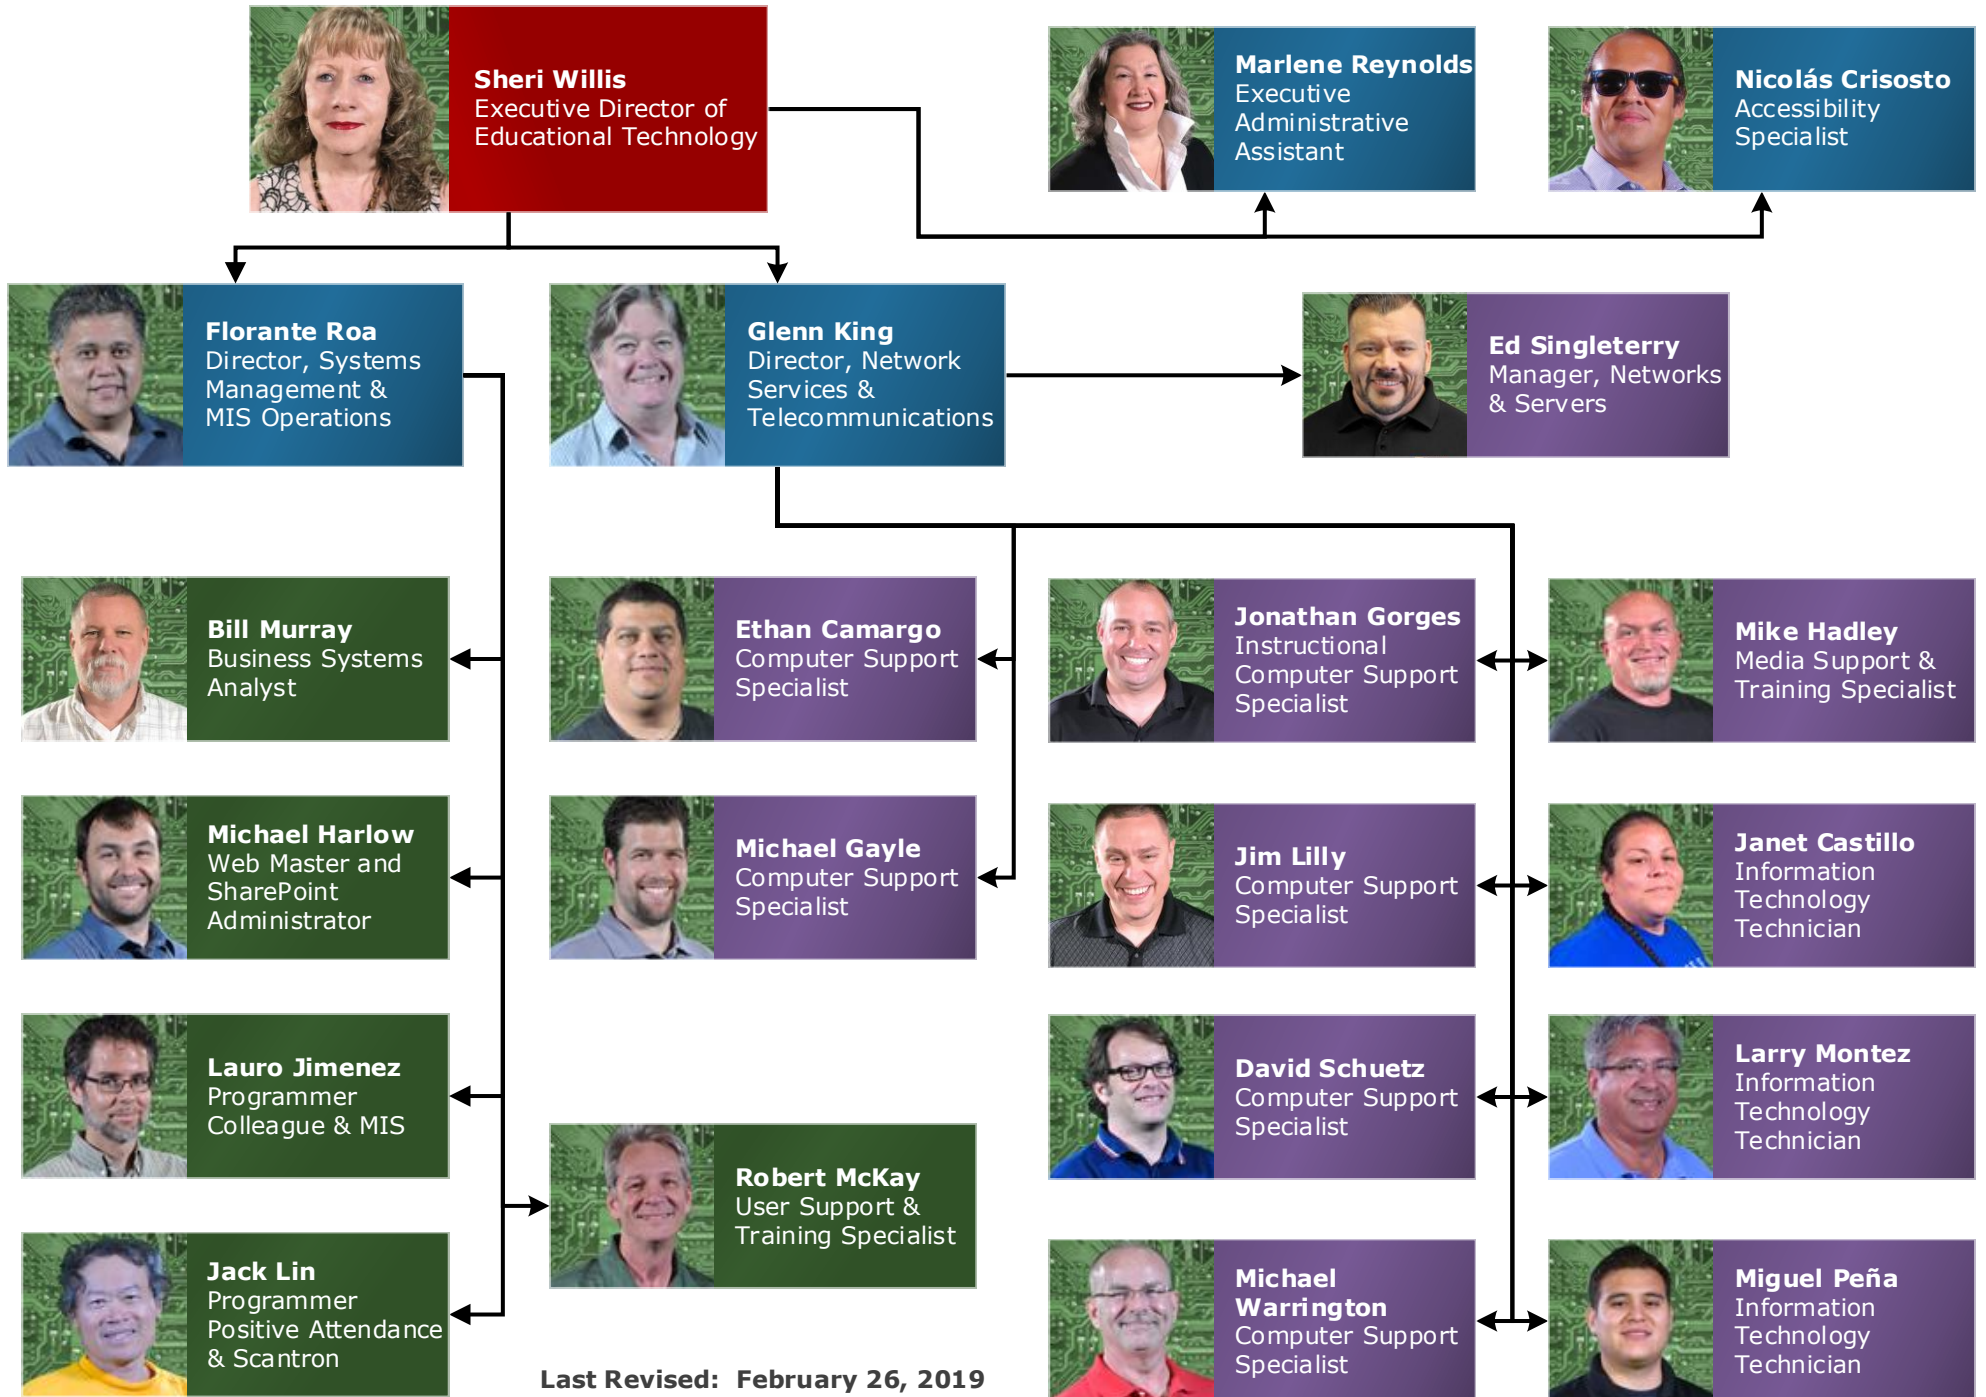 Sheri Willis
Executive Director of
Educational Technology
Marlene Reynolds
Executive
Administrative
Assistant
Nicolás Crisosto
Accessibility
Specialist
Florante Roa
Director, Systems
Management &
MIS Operations
Glenn King
Director, Network
Services &
Telecommunications
Ed Singleterry
Manager, Networks
& Servers
Bill Murray
Business Systems
Analyst
Ethan Camargo
Computer Support
Specialist
Jonathan Gorges
Instructional
Computer Support
Specialist
Mike Hadley
Media Support &
Training Specialist
Michael Harlow
Web Master and
SharePoint
Administrator
Michael Gayle
Computer Support
Specialist
Jim Lilly
Computer Support
Specialist
Janet Castillo
Information
Technology
Technician
Lauro Jimenez
Programmer
Colleague & MIS
Robert McKay
User Support &
Training Specialist
David Schuetz
Computer Support
Specialist
Larry Montez
Information
Technology
Technician
Jack Lin
Programmer
Positive Attendance
& Scantron
Michael
Warrington
Computer Support
Specialist
Miguel Peña
Information
Technology
Technician
Last Revised: February 26, 2019